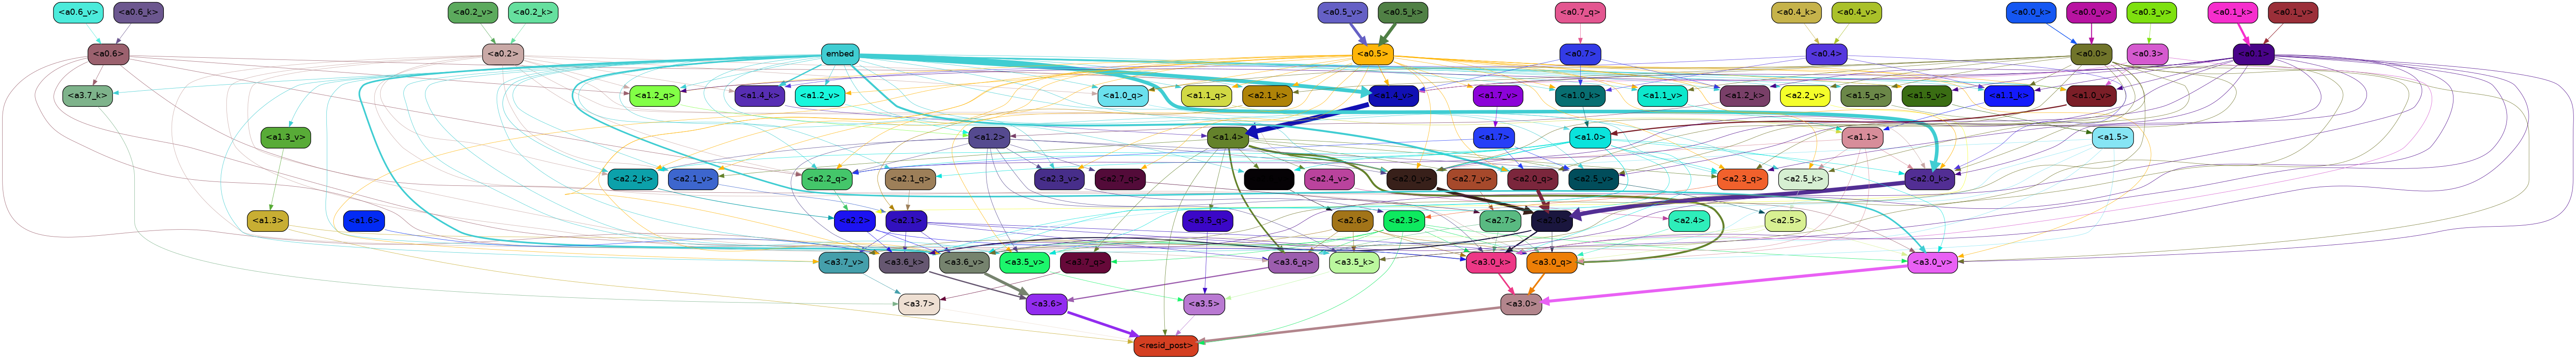 <a0.6_v> <a0.6_k> <a0.2_v> <a0.2_k> <a0.5_v> <a0.5_k> <a0.7_q> <a0.4_k> <a0.4_v> <a0.0_k> <a0.0_v> <a0.3_v> <a0.1_k> <a0.1_v>
<a0.6> <a0.2> embed <a0.5> <a0.7> <a0.4> <a0.0> <a0.3> <a0.1>
<a3.7_k> <a1.2_q> <a1.4_k> <a1.2_v> <a1.0_q> <a1.1_q> <a2.1_k> <a1.4_v> <a1.7_v> <a1.0_k> <a1.1_v> <a1.2_k> <a2.2_v> <a1.5_q> <a1.5_v> <a1.1_k> <a1.0_v>
<a1.3_v> <a1.2> <a1.4> <a1.7> <a1.0> <a1.1> <a1.5>
<a2.2_k> <a2.1_v> <a2.2_q> <a2.1_q> <a2.3_v> <a2.7_q> <a2.4_v> <a2.0_v> <a2.7_v> <a2.0_q> <a2.5_v> <a2.3_q> <a2.5_k> <a2.0_k>
<a1.3> <a1.6> <a2.2> <a2.1> <a3.5_q> <a2.6> <a2.3> <a2.7> <a2.0> <a2.4> <a2.5>
<a3.7_v> <a3.6_k> <a3.6_v> <a3.5_v> <a3.7_q> <a3.6_q> <a3.5_k> <a3.0_k> <a3.0_q> <a3.0_v>
<a3.7> <a3.6> <a3.5> <a3.0>
<resid_post>